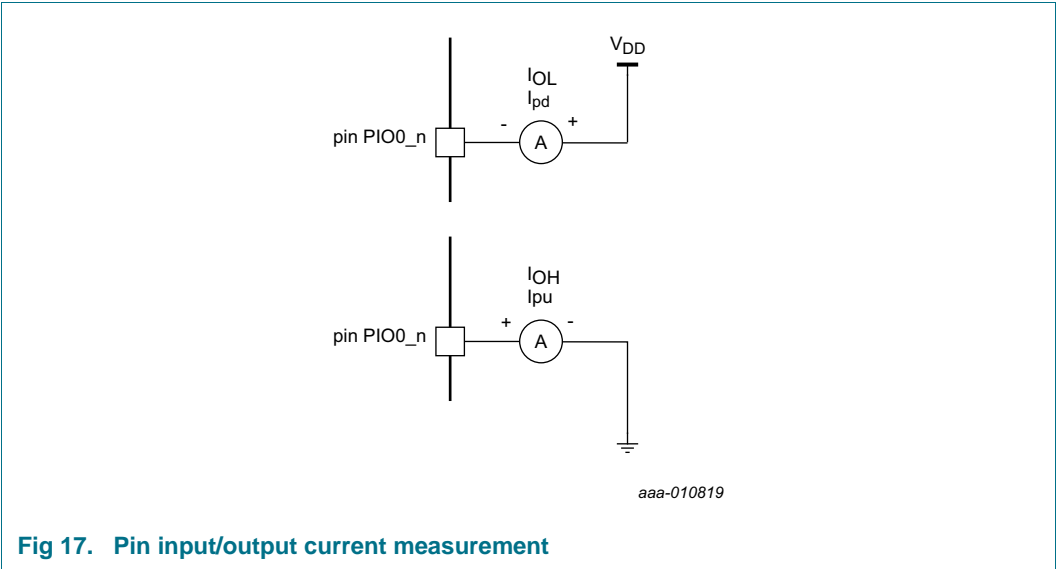 VDD
IOL
Ipd
- +
pin PIO0_n
A
IOH
Ipu
+ -
pin PIO0_n
A
aaa-010819
Fig 17. Pin input/output current measurement